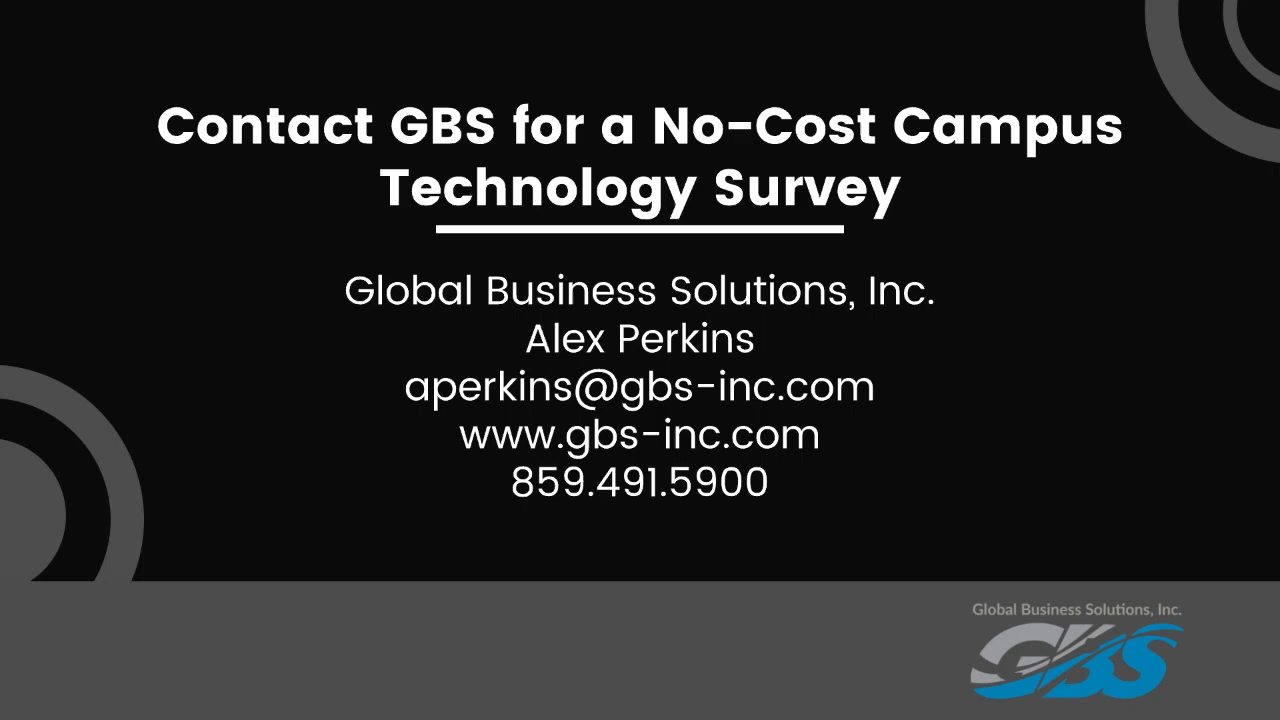 Contact GBS for a No-Cost Campus
Technology Survey
Global Business Solutions, Inc.
Alex Perkins
aperkins@gbs-inc.com
www.gbs-inc.com
859.491.5900
Global Business Solutions, Inc.
GBS